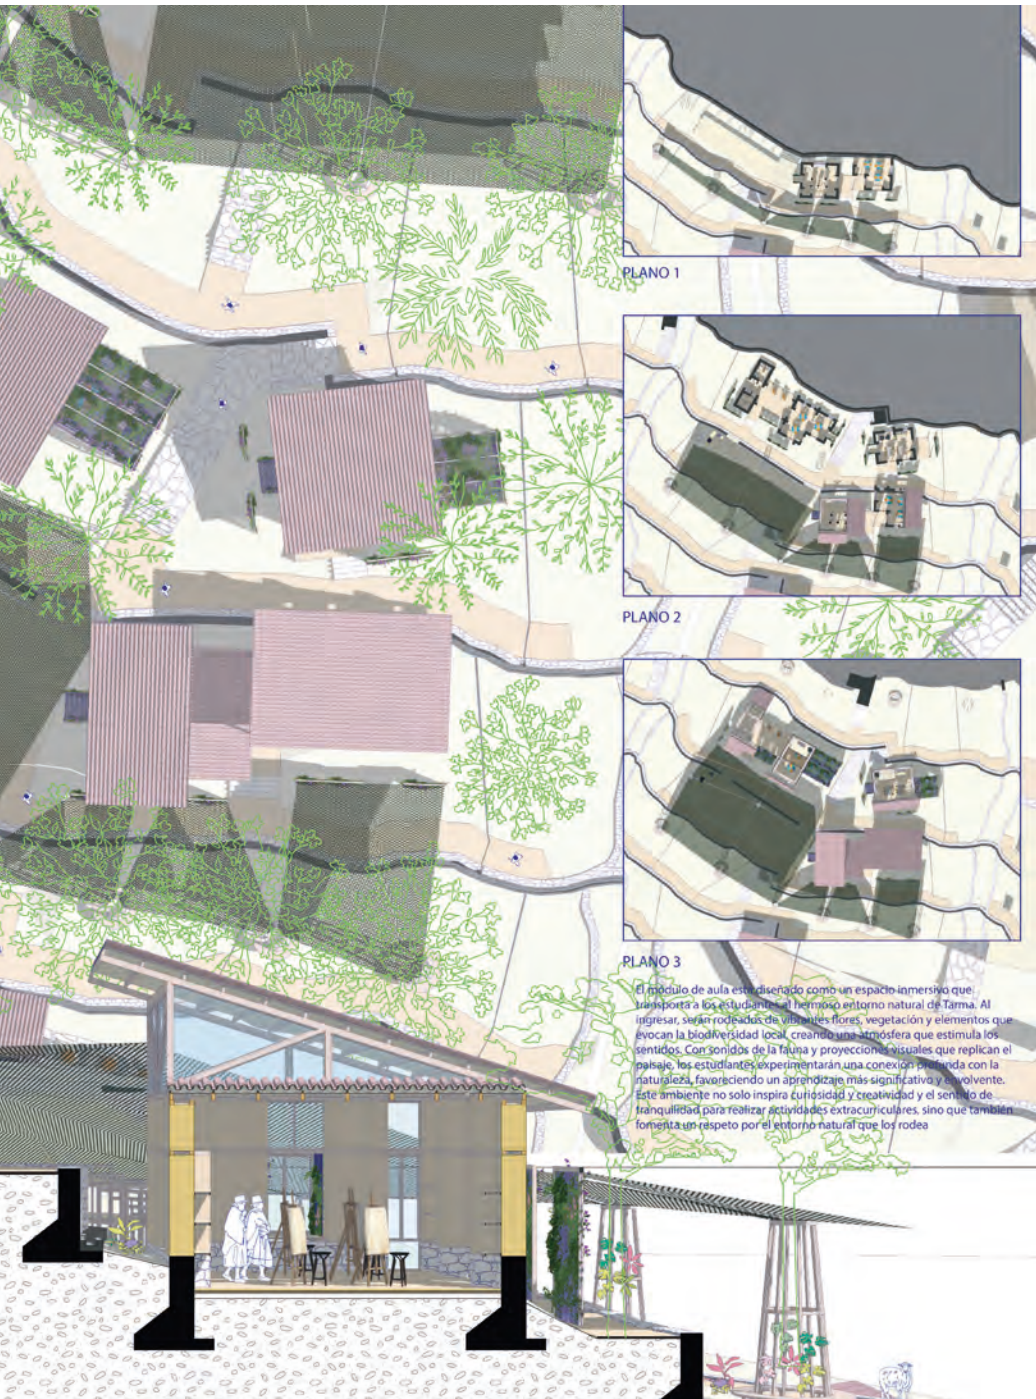 PLANO 1
PLANO 2
PLANO 3
El módulo de aula está diseñado como un espacio inmersivo que
transporta a los estudiantes al hermoso entorno natural de Tarma. Al
ingresar, serán rodeados de vibrantes flores, vegetación y elementos que
evocan la biodiversidad local, creando una atmósfera que estimula los
sentidos. Con sonidos de la fauna y proyecciones visuales que replican el
paisaje, los estudiantes experimentarán una conexión profunda con la
naturaleza, favoreciendo un aprendizaje más significativo y envolvente.
Este ambiente no solo inspira curiosidad y creatividad y el sentido de
tranquilidad para realizar actividades extracurriculares, sino que también
fomenta un respeto por el entorno natural que los rodea